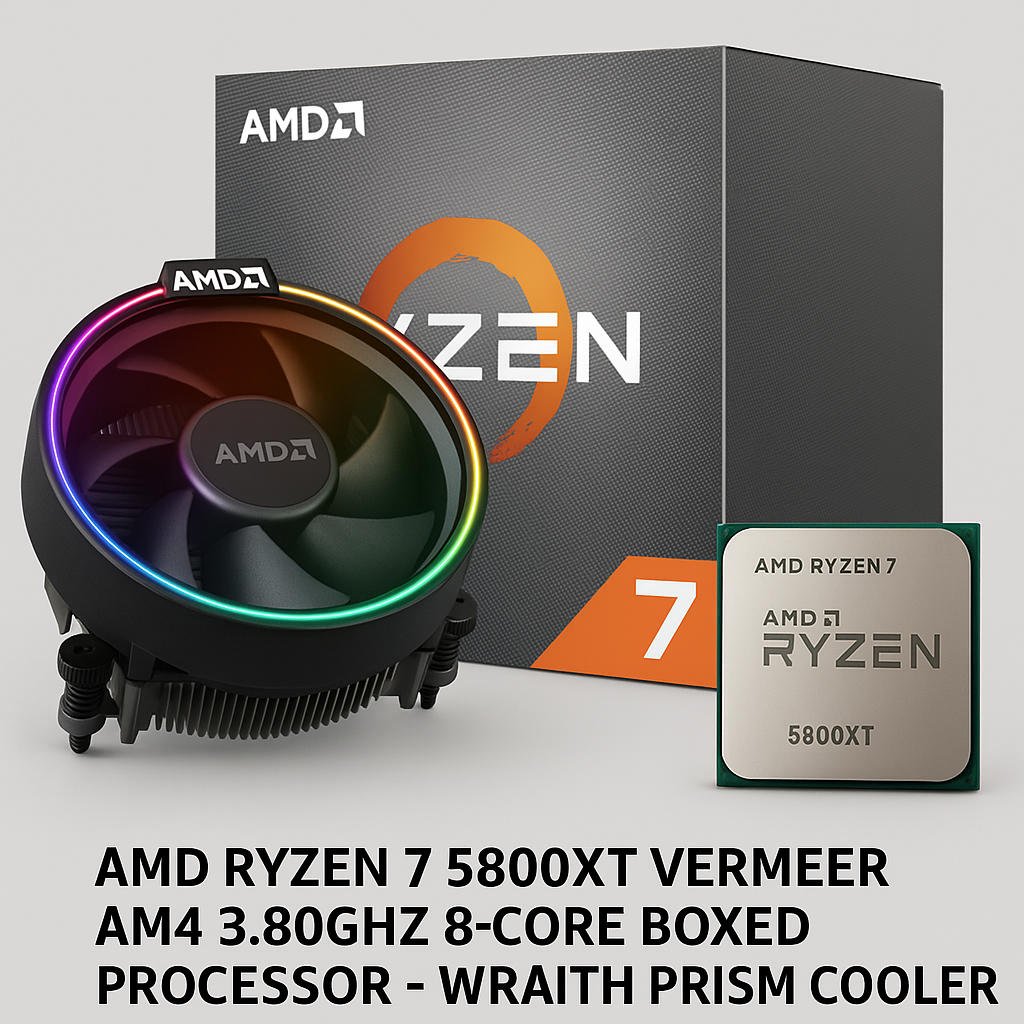 AMD
AMD
YZEN
AMD
7
AMD RYZEN 7
AMD
RYZEN
5800XT
AMD RYZEN 7 5800XT VERMEER
AM4 3.80GHZ 8-CORE BOXED
PROCESSOR - WRAITH PRISM COOLER